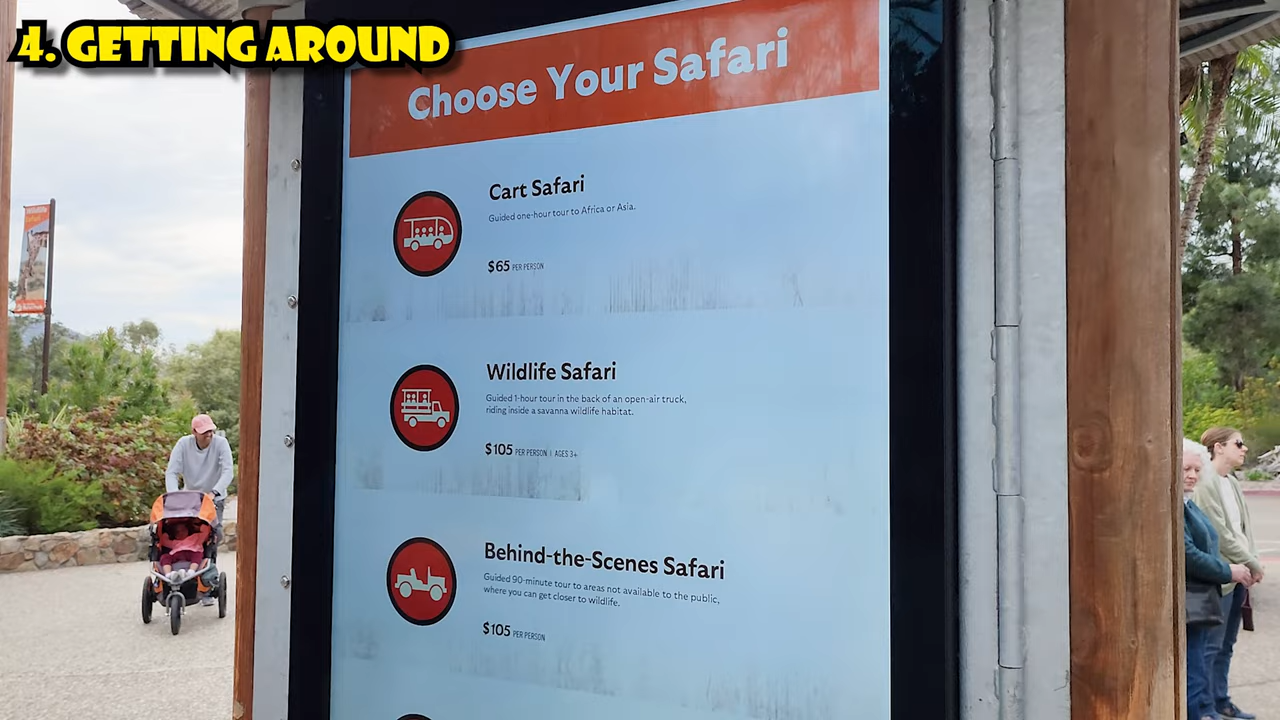 4. GETTING AROUND
Choose Your Safari
Cart Safari
Guided one-hour tour to Africa or Asia.
$65 PER PERSON
Wildlife Safari
Guided 1-hour tour in the back of an open-air truck,
riding inside a savanna wildlife habitat.
$105 PER PERSON | AGES 3+
Behind-the-Scenes Safari
Guided 90-minute tour to areas not available to the public,
where you can get closer to wildlife.
$105 PER PERSON